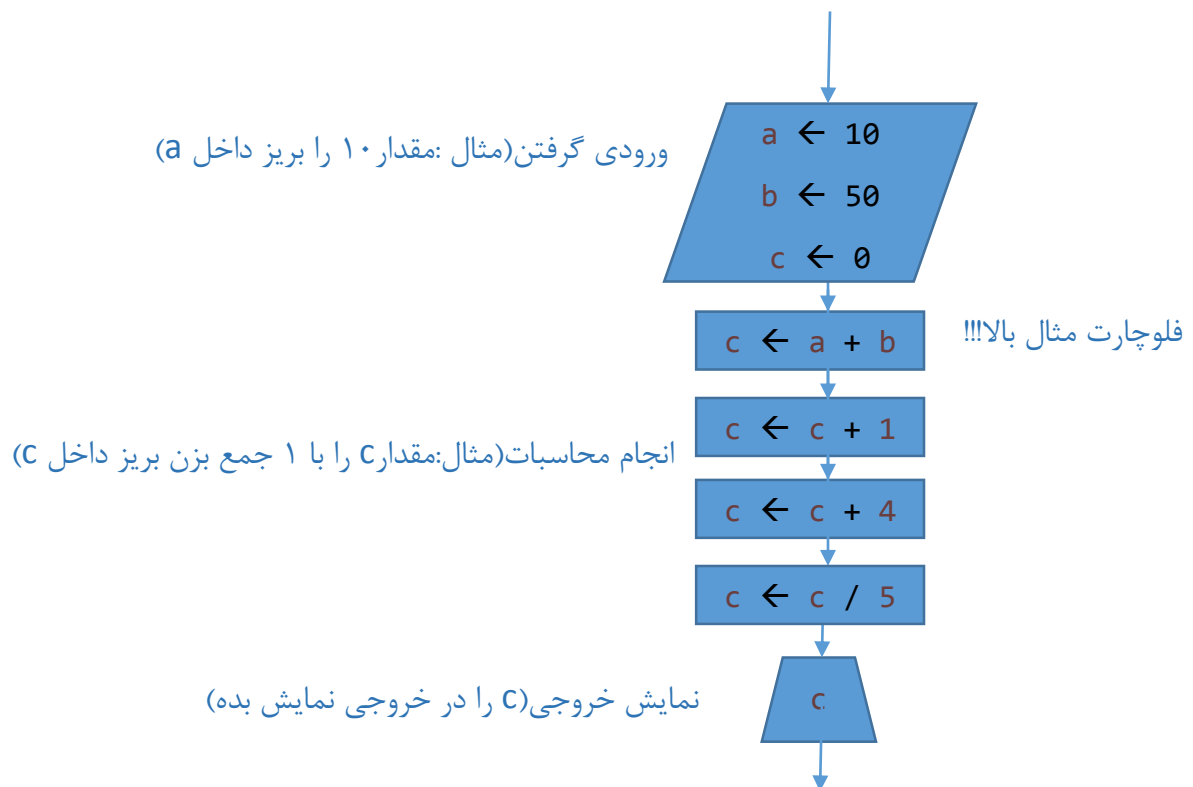 a ← 10
ورودی گرفتن(مثال :مقدار۱۰ را بریز داخل a)
b ← 50
c ← 0
c ← a + b
فلوچارت مثال بالا!!!
c ← c + 1
انجام محاسبات(مثال:مقدارc را با ۱ جمع بزن بریز داخل c)
c ← c + 4
c ← c / 5
c
نمایش خروجی(c را در خروجی نمایش بده)